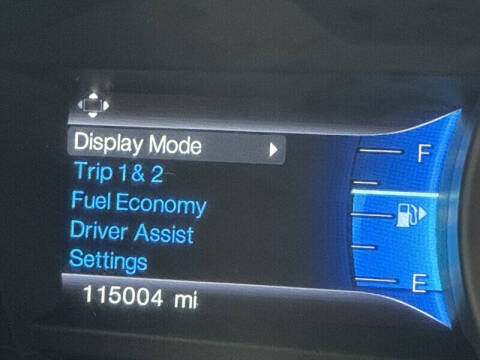 Display Mode
F
Trip 1 & 2
Fuel Economy
Driver Assist
Settings
E
115004 mi